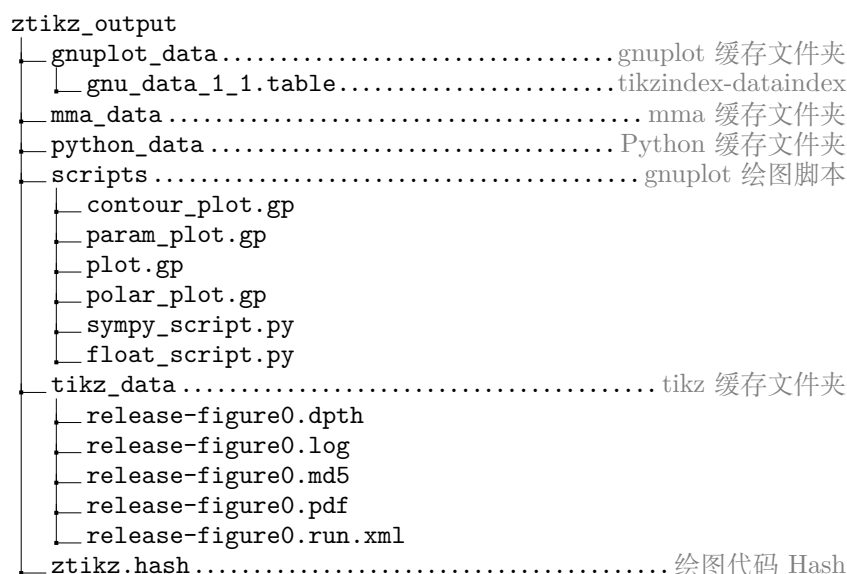 ztikz_output
gnuplot_data................................gnuplot 缓存文件夹
gnu_data_1_1.table.......................tikzindex-dataindex
mma_data.......................................mma 缓存文件夹
python_data..................................Python 缓存文件夹
scripts.........................................gnuplot 绘图脚本
contour_plot.gp
param_plot.gp
plot.gp
polar_plot.gp
sympy_script.py
float_script.py
tikz_data.......................................tikz 缓存文件夹
release-figure0.dpth
release-figure0.log
release-figure0.md5
release-figure0.pdf
release-figure0.run.xml
ztikz.hash.......................................绘图代码 Hash